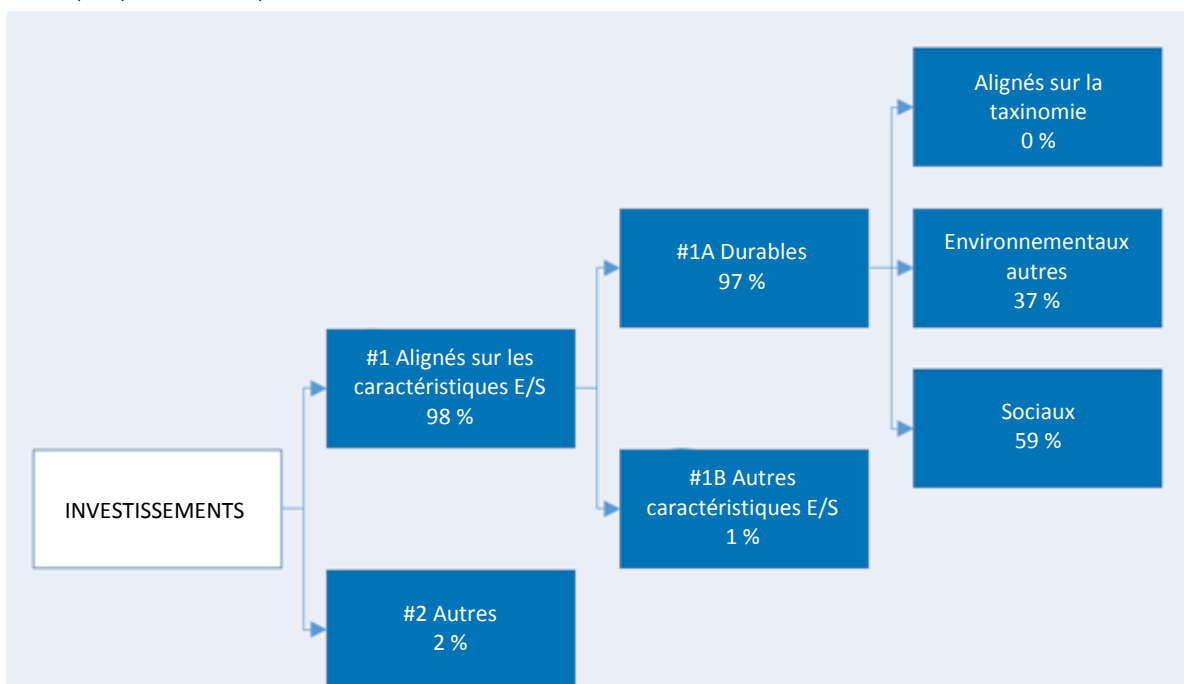 Alignés sur la
taxinomie
0 %
#1A Durables
97 %
Environnementaux
autres
37 %
#1 Alignés sur les
caractéristiques E/S
98 %
Sociaux
59 %
#1B Autres
caractéristiques E/S
1 %
INVESTISSEMENTS
#2 Autres
2 %